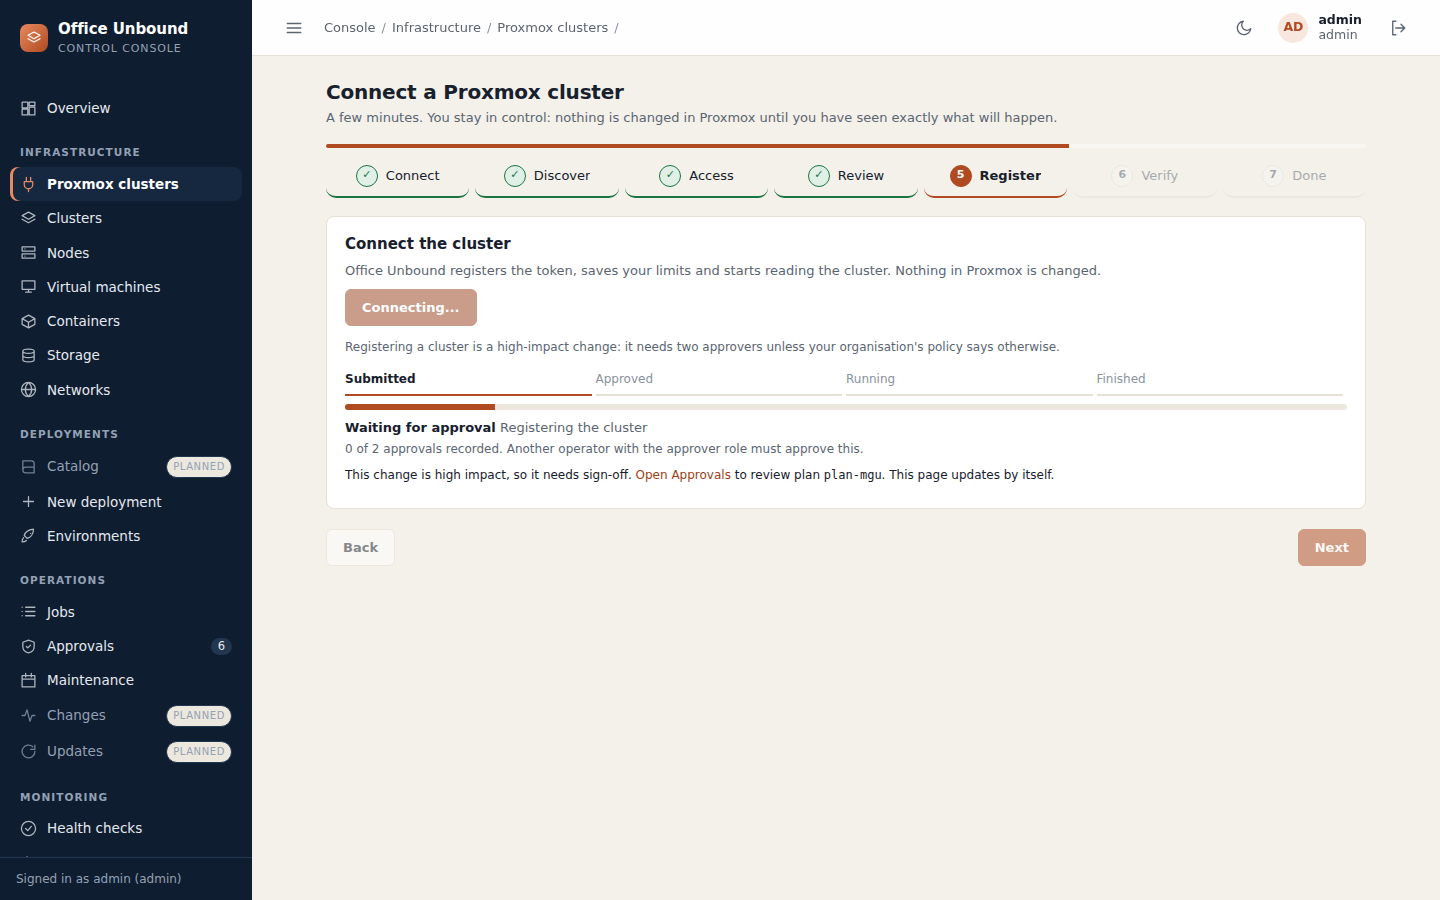 Office Unbound
CONTROL CONSOLE
Overview
INFRASTRUCTURE
Proxmox clusters
Clusters
Nodes
Virtual machines
Containers
Storage
Networks
DEPLOYMENTS
Catalog PLANNED
New deployment
Environments
OPERATIONS
Jobs
Approvals 6
Maintenance
Changes PLANNED
Updates PLANNED
MONITORING
Health checks
Signed in as admin (admin)
Console / Infrastructure / Proxmox clusters /
AD
admin
admin
Connect a Proxmox cluster
A few minutes. You stay in control: nothing is changed in Proxmox until you have seen exactly what will happen.
✓ Connect ✓ Discover ✓ Access ✓ Review 5 Register 6 Verify 7 Done
Connect the cluster
Office Unbound registers the token, saves your limits and starts reading the cluster. Nothing in Proxmox is changed.
Connecting...
Registering a cluster is a high-impact change: it needs two approvers unless your organisation's policy says otherwise.
Submitted Approved Running Finished
Waiting for approval Registering the cluster
0 of 2 approvals recorded. Another operator with the approver role must approve this.
This change is high impact, so it needs sign-off. Open Approvals to review plan plan-mgu. This page updates by itself.
Back Next